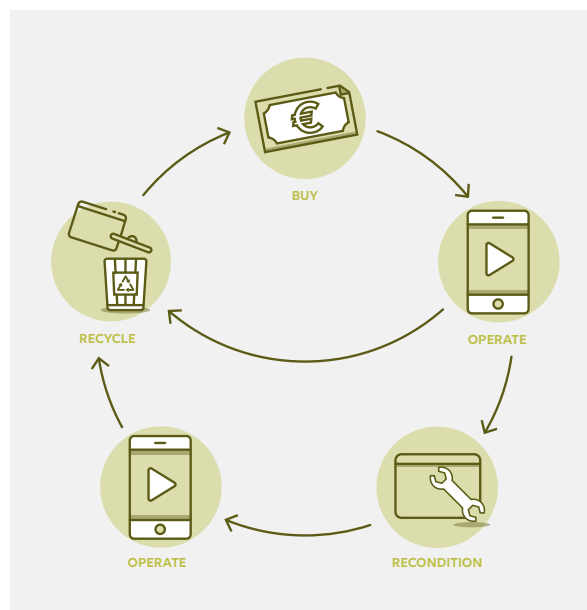 €
BUY
RECYCLE
OPERATE
OPERATE
RECONDITION